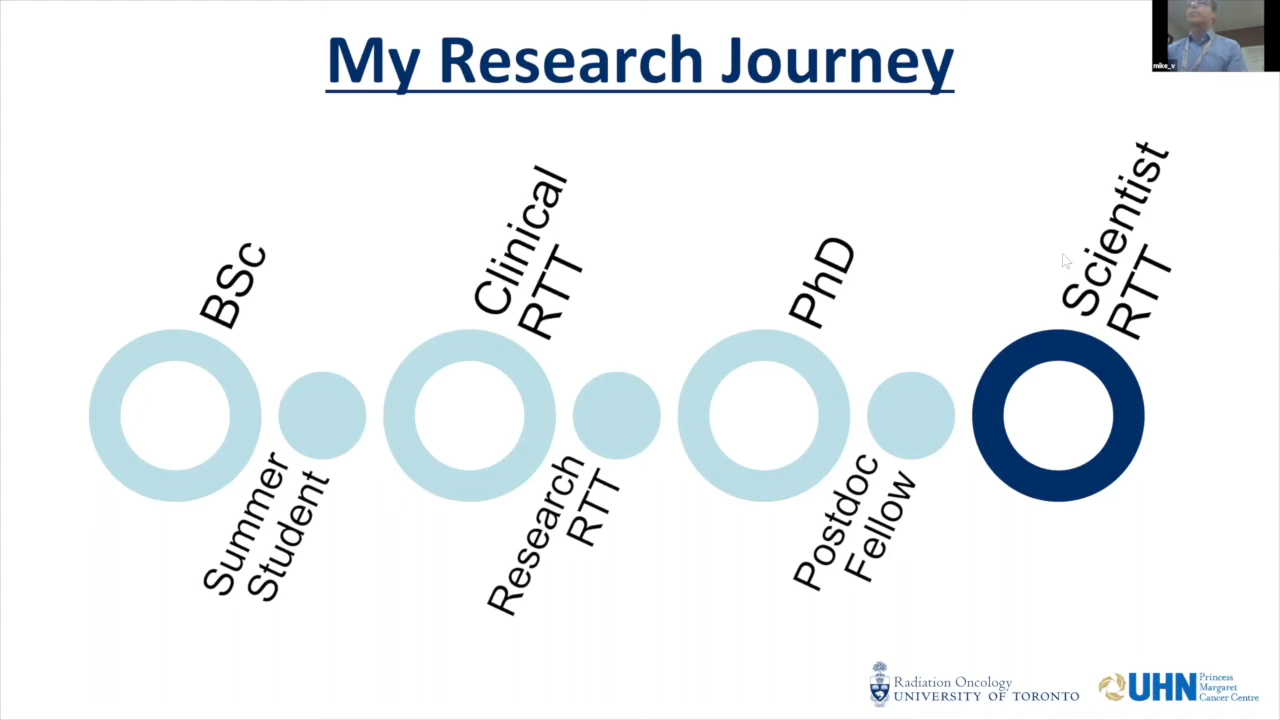 My Research Journey
mike_v
BSc
Summer
Student
Clinical
RTT
Research
RTT
PhD
Postdoc
Fellow
Scientist
RTT
Radiation Oncology
UNIVERSITY OF TORONTO
UHN
Princess
Margaret
Cancer Centre